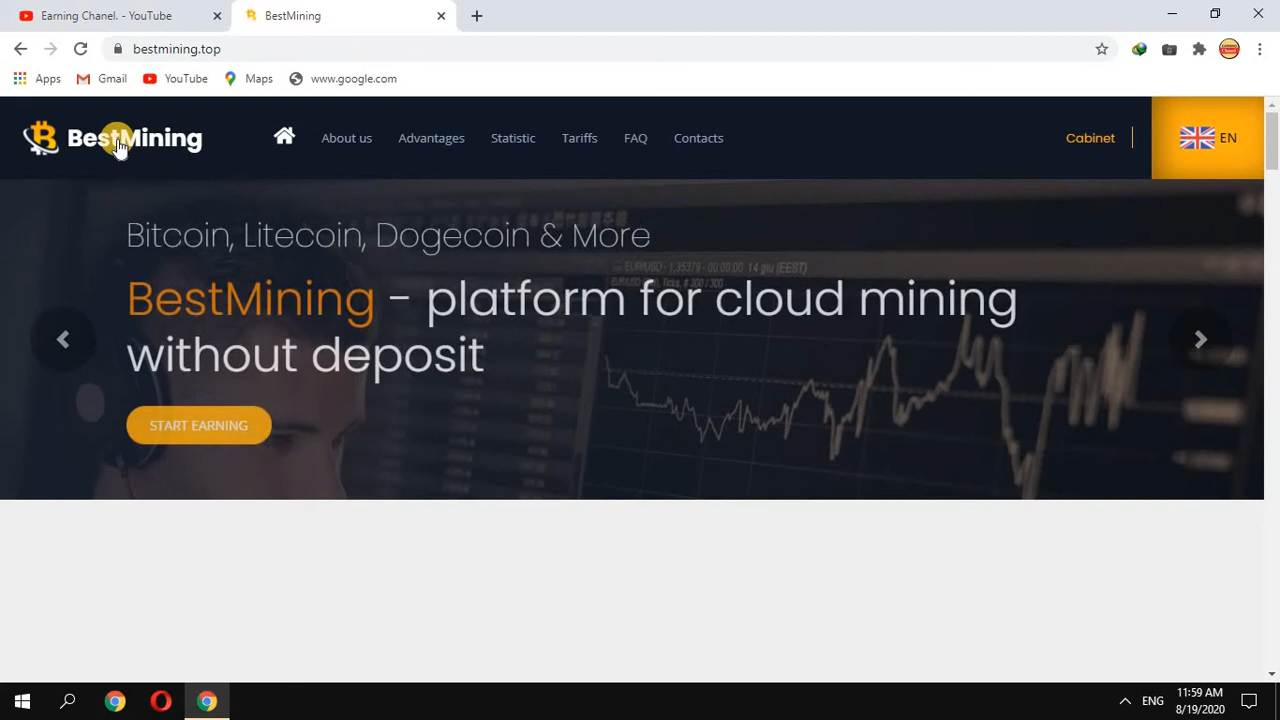 Earning Chanel. - YouTube
BestMining
bestmining.top
Apps
Gmail
YouTube
Maps
www.google.com
BestMining
About us
Advantages
Statistic
Tariffs
FAQ
Contacts
Cabinet
EN
Bitcoin, Litecoin, Dogecoin & More
BestMining - platform for cloud mining
without deposit
START EARNING
ENG
11:59 AM
8/19/2020